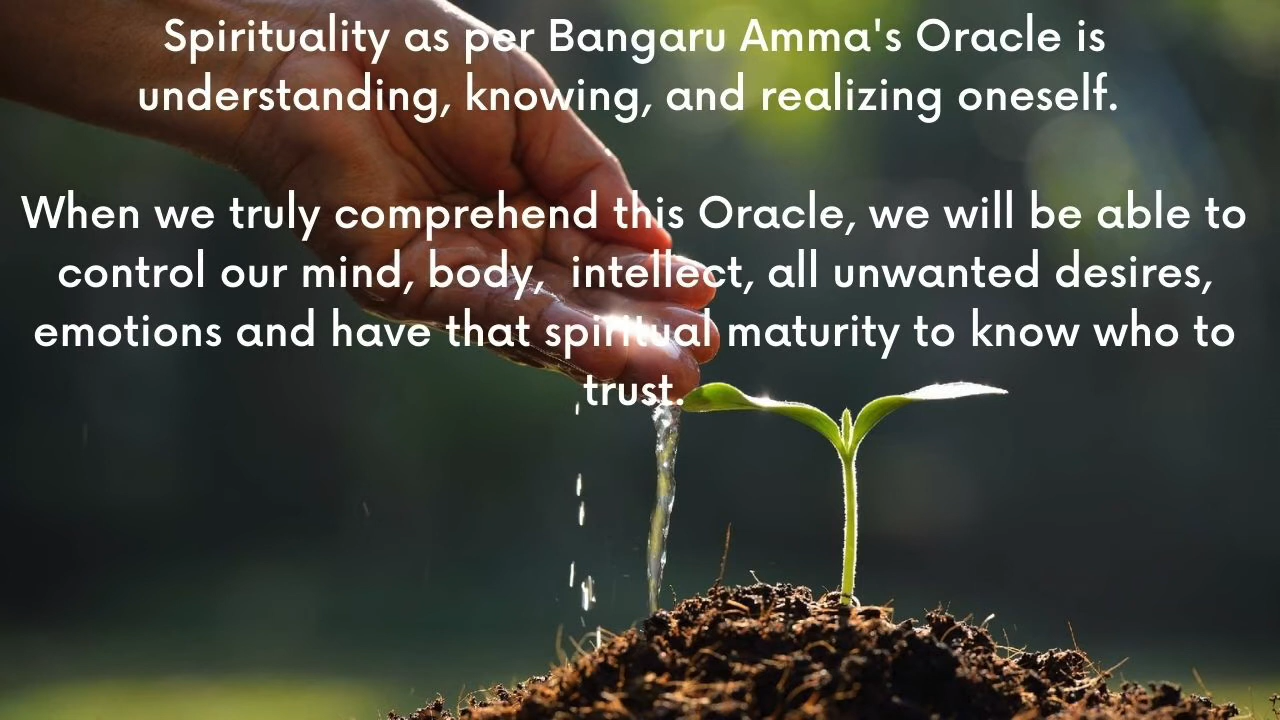 Spirituality as per Bangaru Amma's Oracle is
understanding, knowing, and realizing oneself.
When we truly comprehend this Oracle, we will be able to
control our mind, body,  intellect, all unwanted desires,
emotions and have that spiritual maturity to know who to
trust.